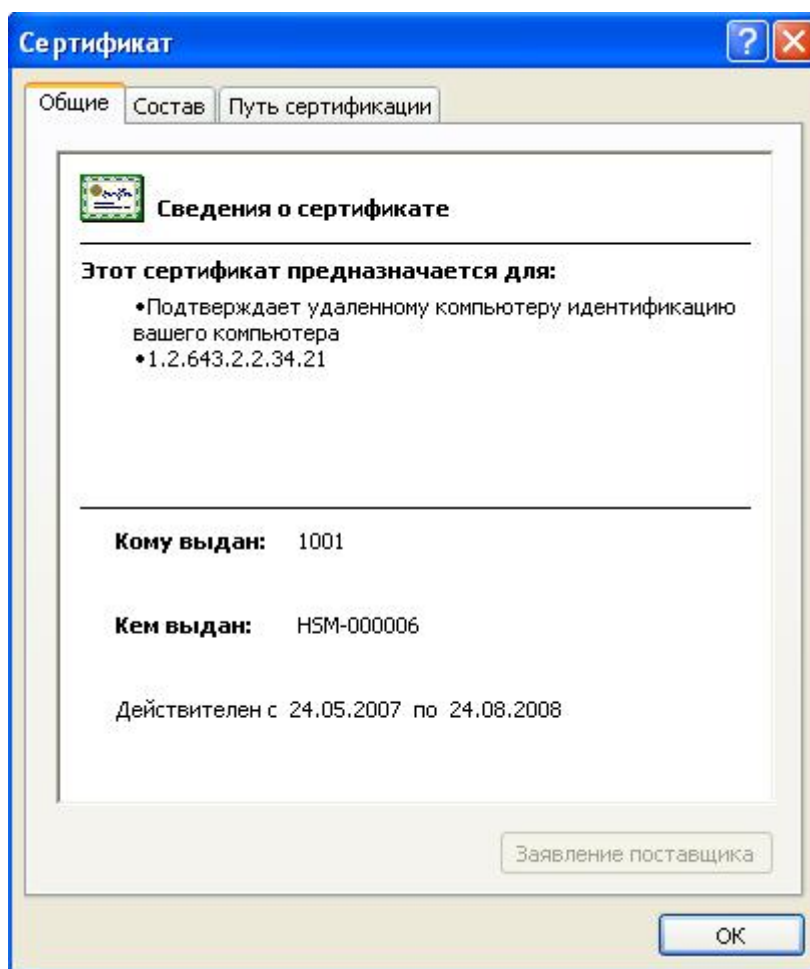 Сертификат
Общие Состав Путь сертификации
Сведения о сертификате
Этот сертификат предназначается для:
•Подтверждает удаленному компьютеру идентификацию
вашего компьютера
•1.2.643.2.2.34.21
Кому выдан: 1001
Кем выдан: HSM-000006
Действителен с 24.05.2007 по 24.08.2008
Заявление поставщика
ОК